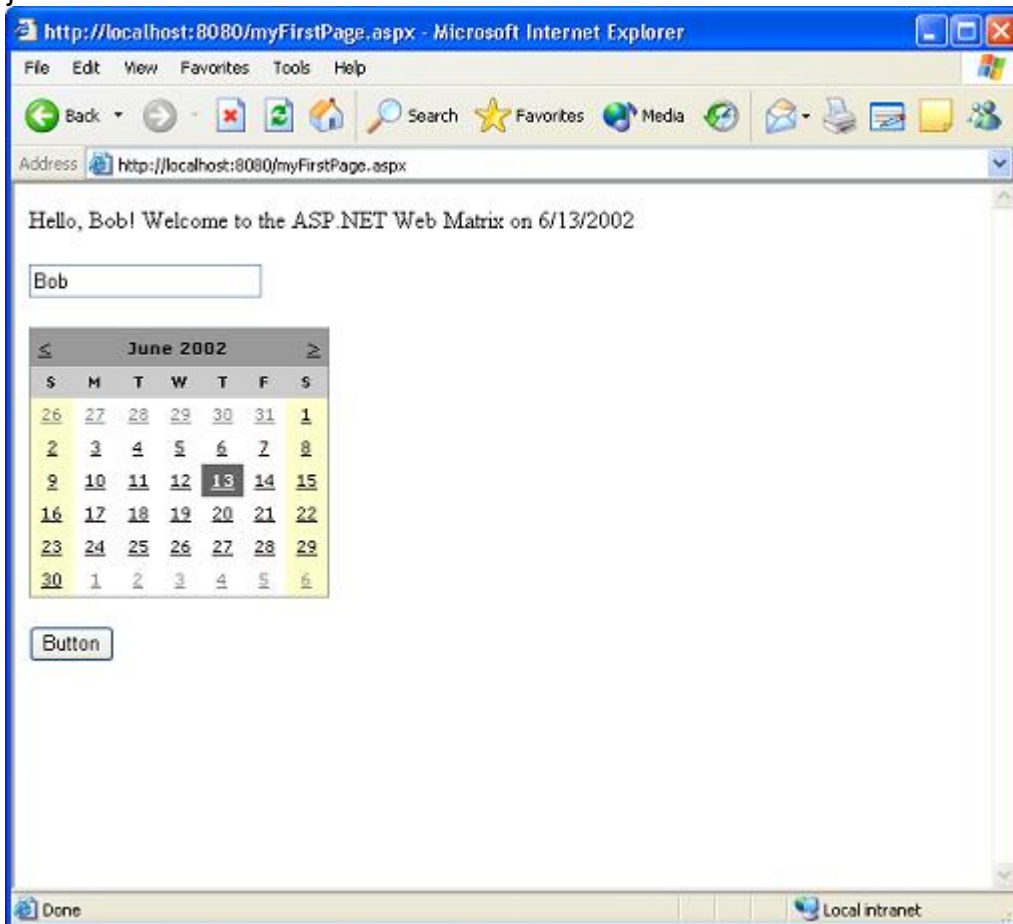 http://localhost:8080/myFirstPage.aspx - Microsoft Internet Explorer
File Edit View Favorites Tools Help
Back Search Favorites Media
Address http://localhost:8080/myFirstPage.aspx
Hello, Bob! Welcome to the ASP.NET Web Matrix on 6/13/2002
Bob
< June 2002 >
S M T W T F S
26 27 28 29 30 31 1
2 3 4 5 6 7 8
9 10 11 12 13 14 15
16 17 18 19 20 21 22
23 24 25 26 27 28 29
30 1 2 3 4 5 6
Button
Done Local intranet